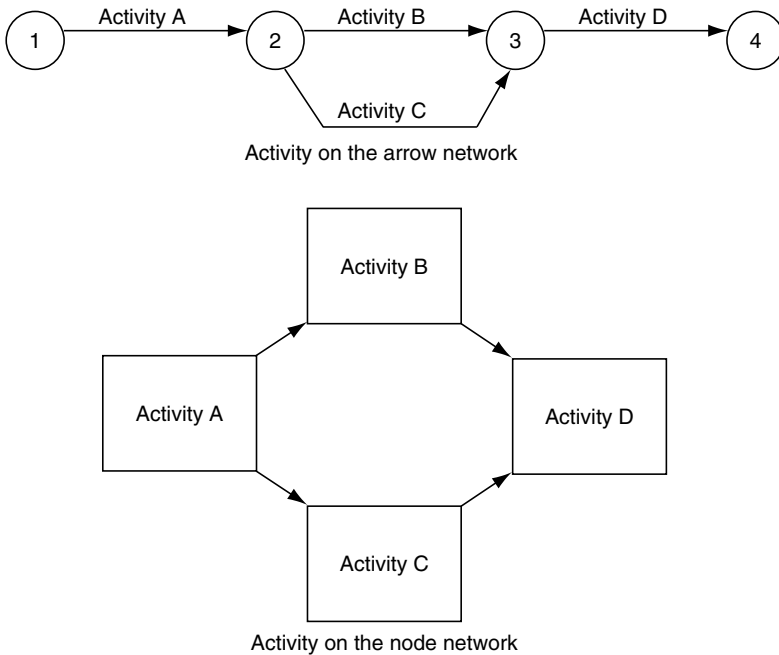 Activity A
Activity B
Activity D
1
2
3
4
Activity C
Activity on the arrow network
Activity B
Activity A
Activity D
Activity C
Activity on the node network